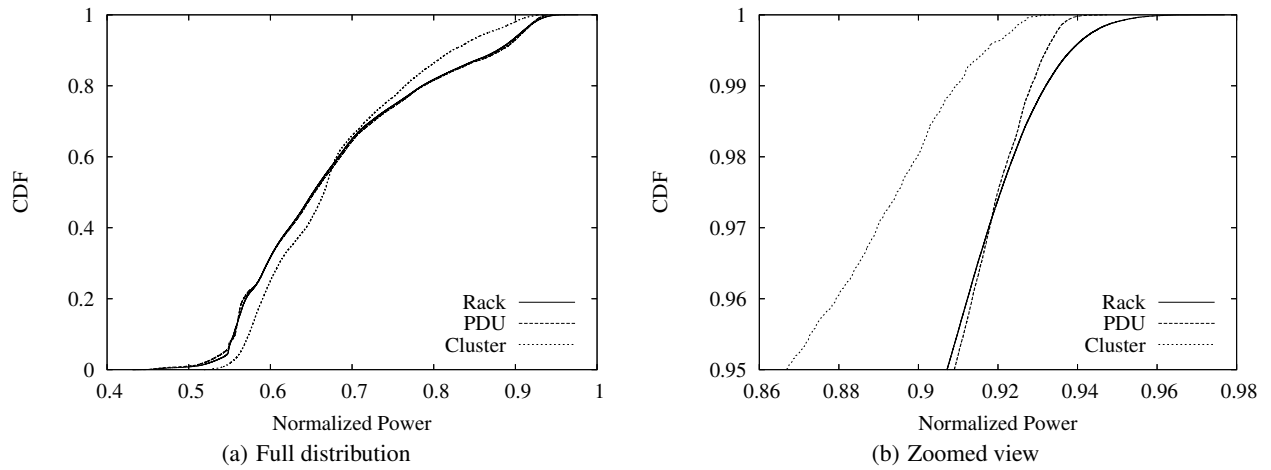 1
0.8
0.6
0.4
0.2
0
CDF
0.4 0.5 0.6 0.7 0.8 0.9 1
Normalized Power
Rack
PDU
Cluster
(a) Full distribution
1
0.99
0.98
0.97
0.96
0.95
CDF
0.86 0.88 0.9 0.92 0.94 0.96 0.98
Normalized Power
Rack
PDU
Cluster
(b) Zoomed view